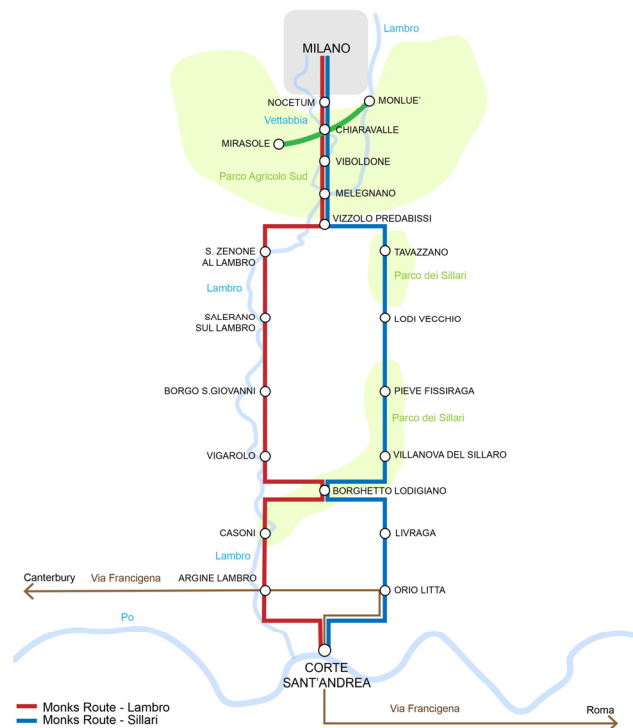 Lambro
MILANO
NOCETUM
MONLUE'
Vettabbia
CHIARAVALLE
MIRASOLE
VIBOLDONE
Parco Agricolo Sud
MELEGNANO
VIZZOLO PREDABISSI
S. ZENONE
AL LAMBRO
TAVAZZANO
Parco dei Sillari
Lambro
SALERANO
SUL LAMBRO
LODI VECCHIO
BORGO S.GIOVANNI
PIEVE FISSIRAGA
Parco dei Sillari
VIGAROLO
VILLANOVA DEL SILLARO
BORGHETTO LODIGIANO
CASONI
LIVRAGA
Lambro
Canterbury
Via Francigena
ARGINE LAMBRO
ORIO LITTA
Po
CORTE
SANT'ANDREA
Monks Route - Lambro
Monks Route - Sillari
Via Francigena
Roma